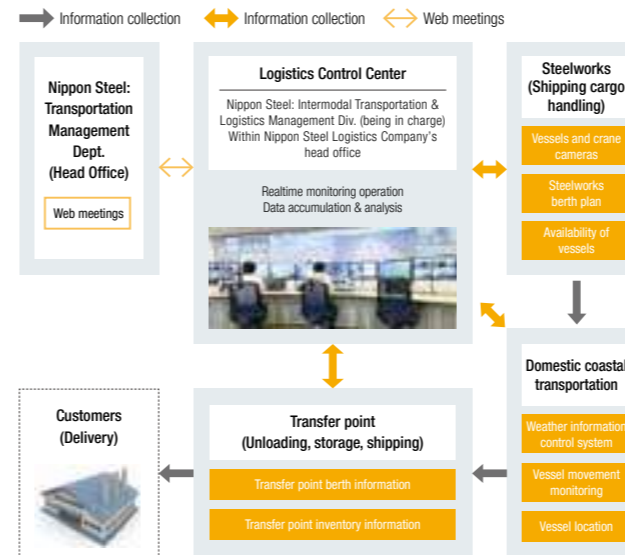 Information collection
Information collection
Web meetings
Nippon Steel:
Transportation
Management
Dept.
(Head Office)
Web meetings
Logistics Control Center
Nippon Steel: Intermodal Transportation &
Logistics Management Div. (being in charge)
Within Nippon Steel Logistics Company's
head office
Realtime monitoring operation
Data accumulation & analysis
Steelworks
(Shipping cargo
handling)
Vessels and crane
cameras
Steelworks
berth plan
Availability of
vessels
Domestic coastal
transportation
Weather information
control system
Vessel movement
monitoring
Vessel location
Transfer point
(Unloading, storage, shipping)
Transfer point berth information
Transfer point inventory information
Customers
(Delivery)